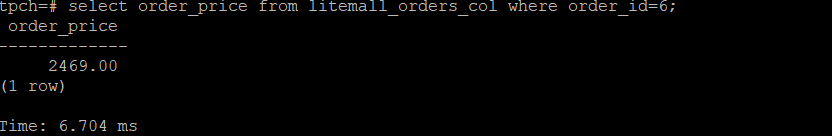 tpch=# select order_price from litemall_orders_col where order_id=6;
order_price
-------------
2469.00
(1 row)
Time: 6.704 ms